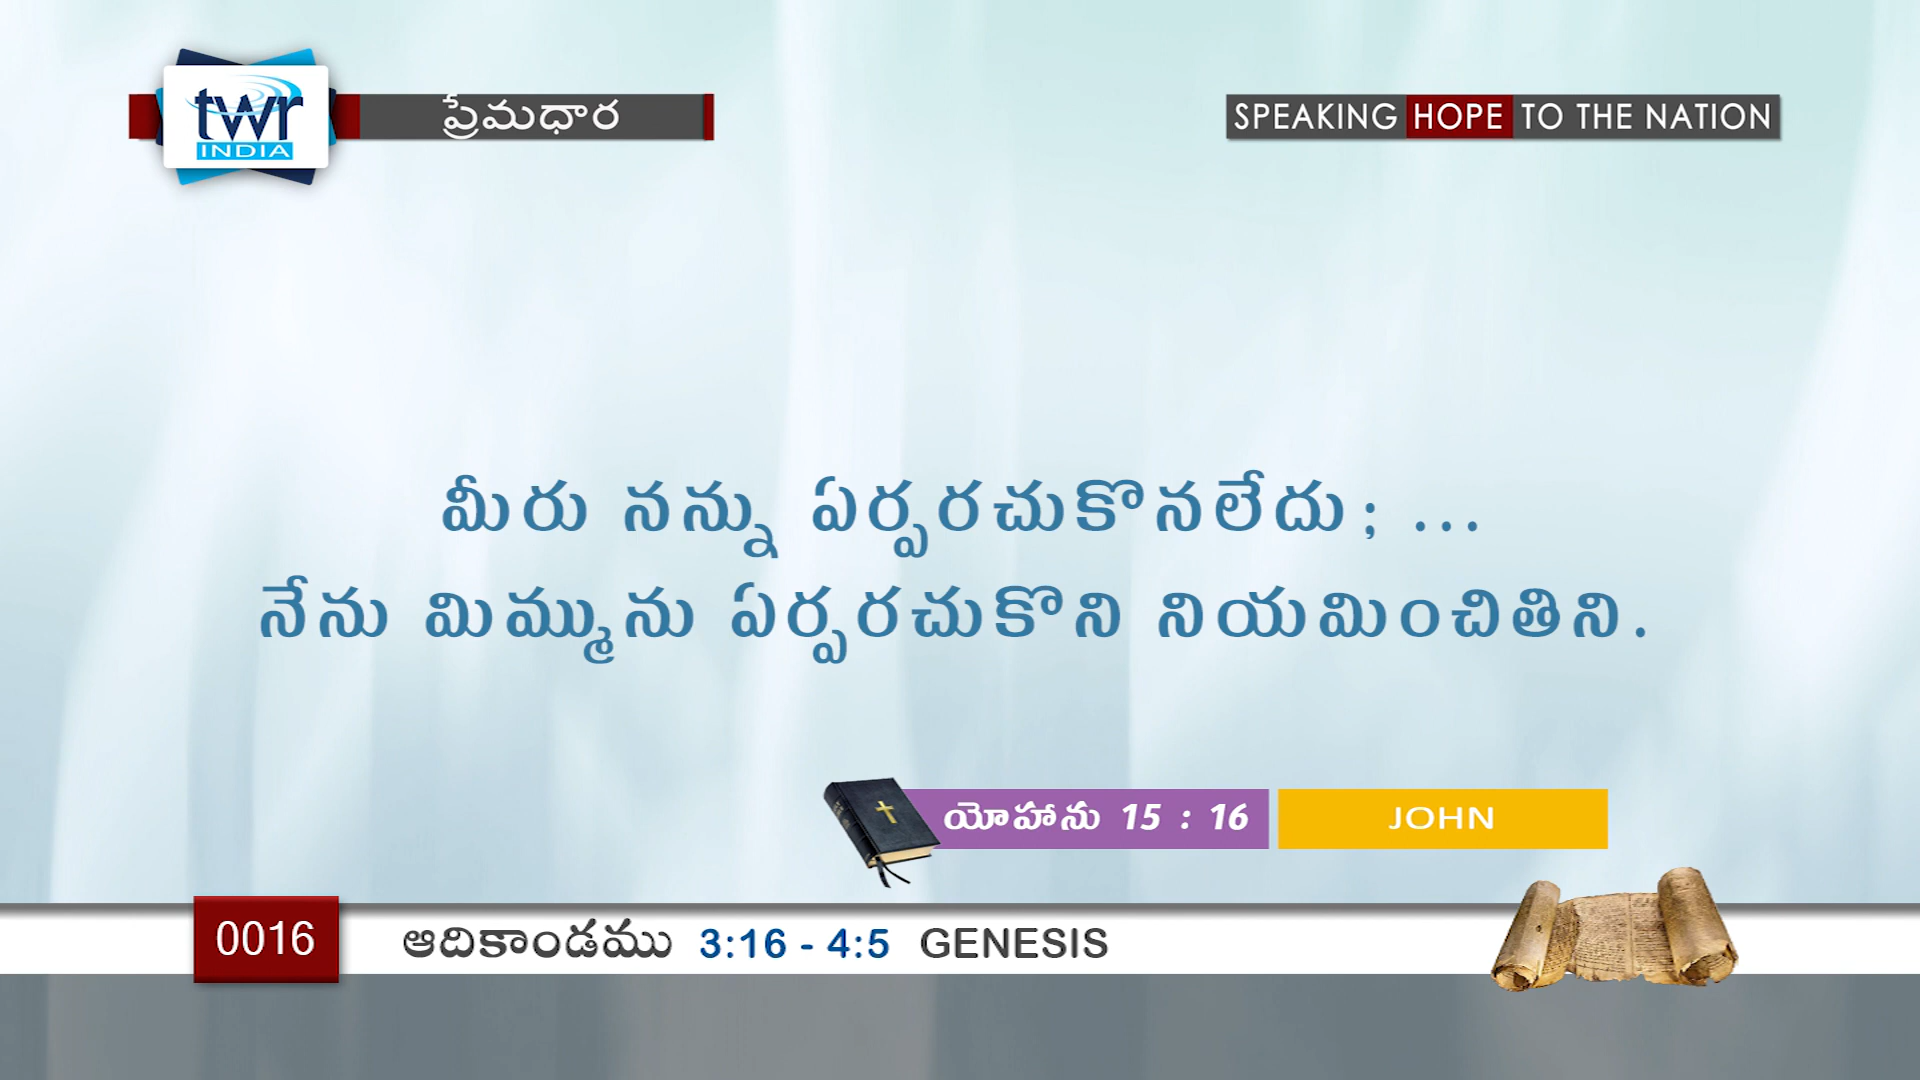 twr
INDIA
ప్రేమధార
SPEAKING HOPE TO THE NATION
మీరు నన్ను ఏర్పరచుకొనలేదు; ...
నేను మిమ్మును ఏర్పరచుకొని నియమించితిని.
యోహాను 15 : 16
JOHN
0016
ఆదికాండము 3:16 - 4:5 GENESIS